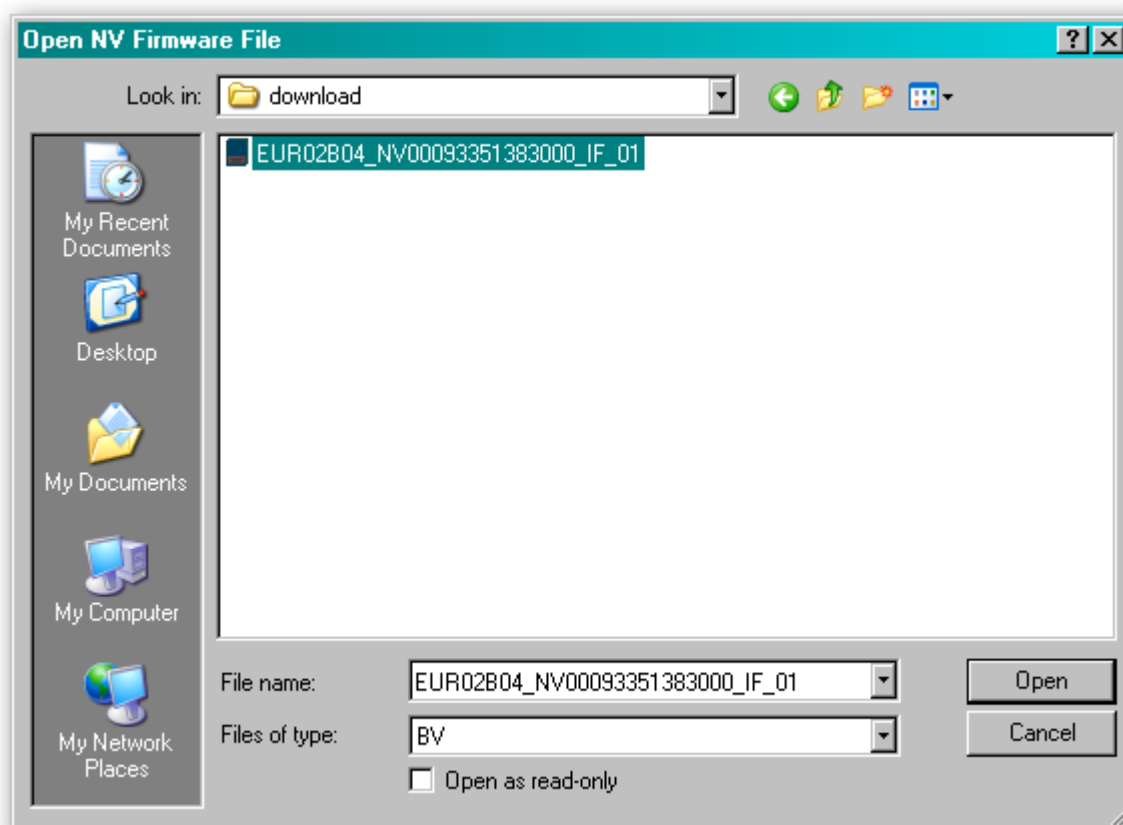 Open NV Firmware File
Look in:
download
EUR02B04_NV00093351383000_IF_01
My Recent
Documents
Desktop
My Documents
My Computer
My Network
Places
File name:
EUR02B04_NV00093351383000_IF_01
Open
Files of type:
BV
Cancel
Open as read-only